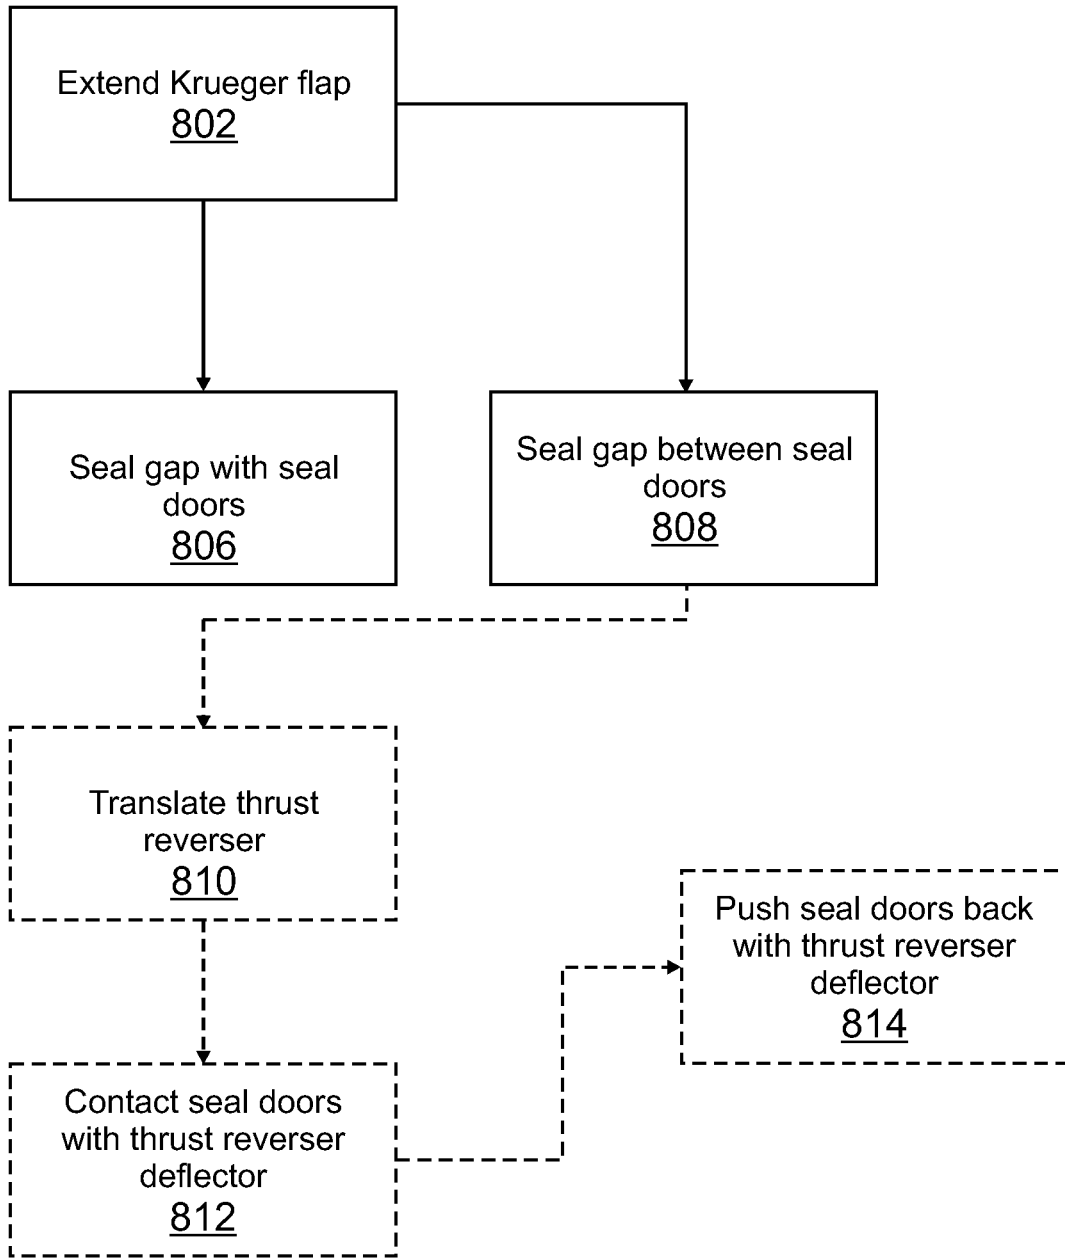 Extend Krueger flap
802
Seal gap with seal
doors
806
Seal gap between seal
doors
808
Translate thrust
reverser
810
Push seal doors back
with thrust reverser
deflector
814
Contact seal doors
with thrust reverser
deflector
812